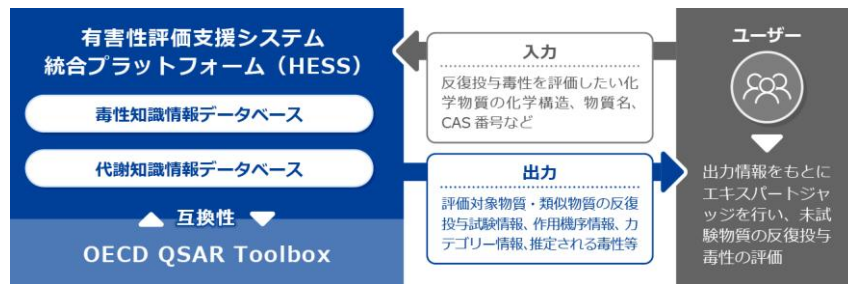 有害性評価支援システム
統合プラットフォーム（HESS）
毒性知識情報データベース
代謝知識情報データベース
互換性
OECD QSAR Toolbox
入力
反復投与毒性を評価したい化
学物質の化学構造、物質名、
CAS 番号など
出力
評価対象物質・類似物質の反復
投与試験情報、作用機序情報、カ
テゴリー情報、推定される毒性等
ユーザー
出力情報をもとに
エキスパートジャ
ッジを行い、未試
験物質の反復投与
毒性の評価